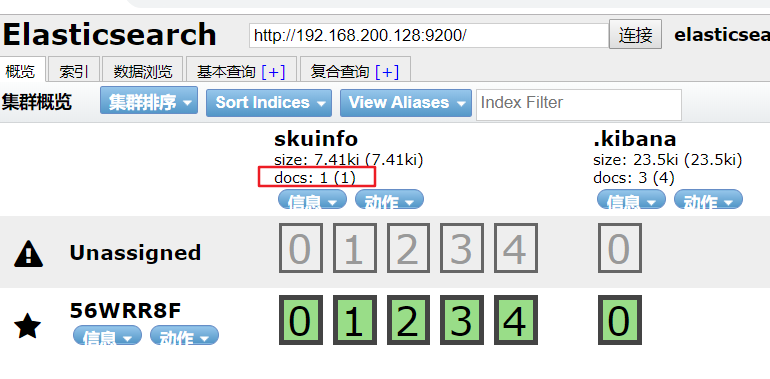 Elasticsearch http://192.168.200.128:9200/ 连接 elasticsea
概览 索引 数据浏览 基本查询 [+] 复合查询 [+]
集群概览 集群排序 Sort Indices View Aliases Index Filter
skuinfo .kibana
size: 7.41ki (7.41ki) size: 23.5ki (23.5ki)
docs: 1 (1) docs: 3 (4)
信息 动作 信息 动作
Unassigned 0 1 2 3 4 0
56WRR8F 0 1 2 3 4 0
信息 动作